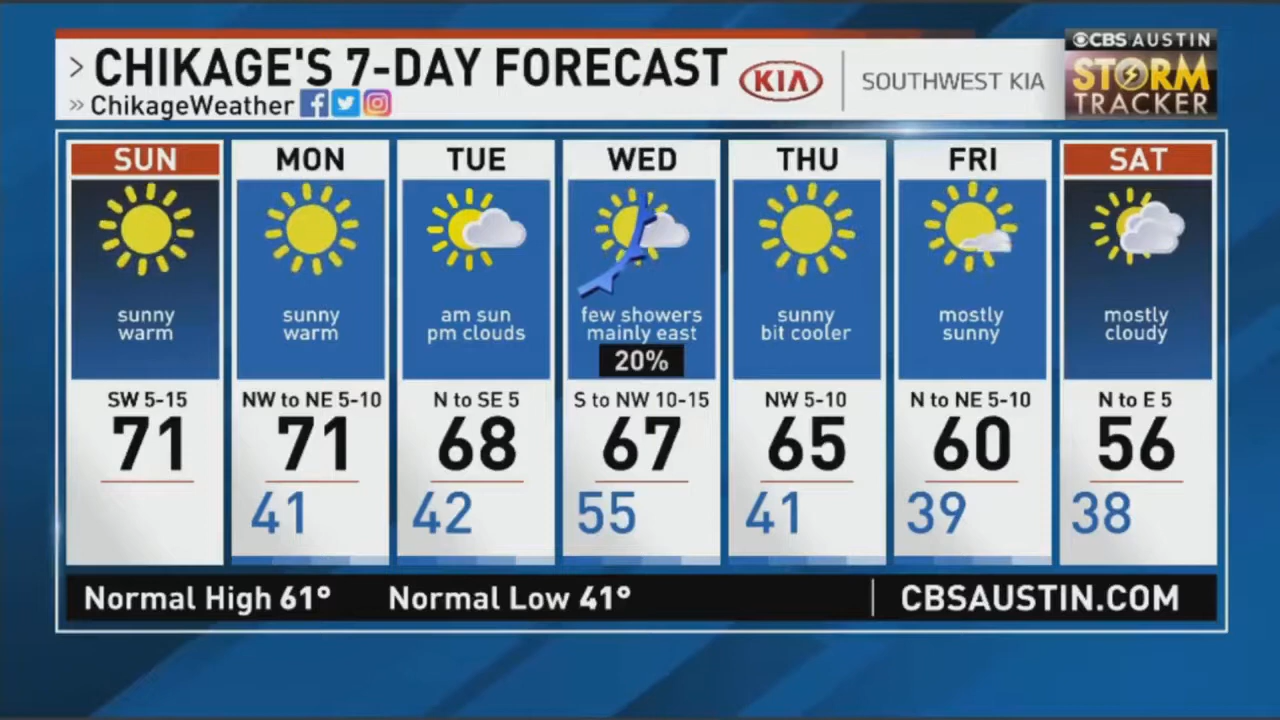 > CHIKAGE'S 7-DAY FORECAST
» ChikageWeather
KIA
SOUTHWEST KIA
CBS AUSTIN
STORM
TRACKER
SUN
sunny
warm
SW 5-15
71
MON
sunny
warm
NW to NE 5-10
71
41
TUE
am sun
pm clouds
N to SE 5
68
42
WED
few showers
mainly east
20%
S to NW 10-15
67
55
THU
sunny
bit cooler
NW 5-10
65
41
FRI
mostly
sunny
N to NE 5-10
60
39
SAT
mostly
cloudy
N to E 5
56
38
Normal High 61° Normal Low 41°
CBSAUSTIN.COM